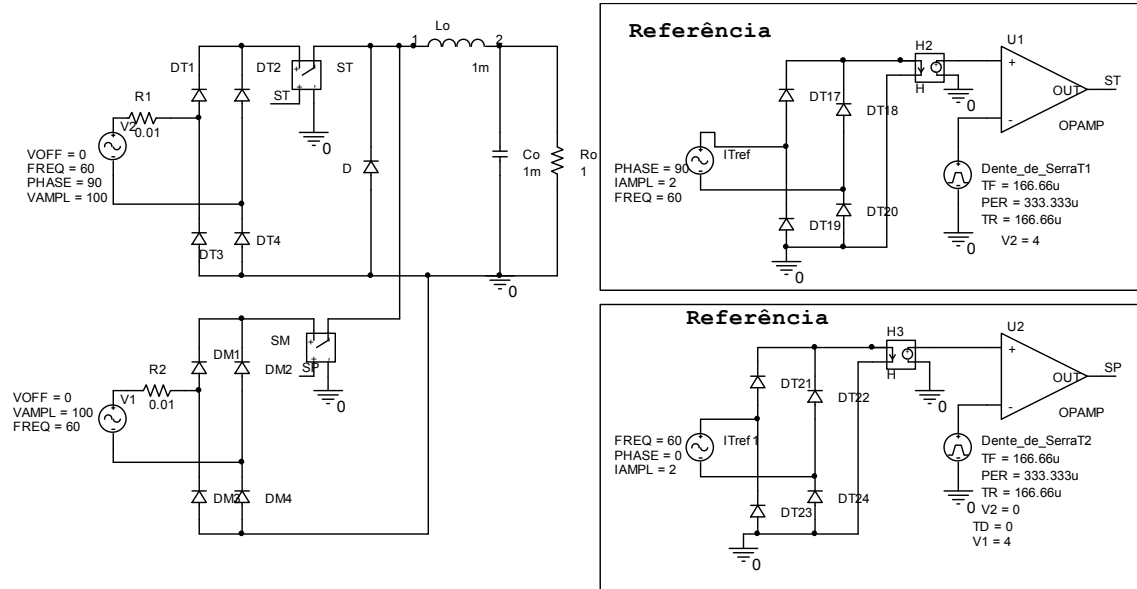 Lo
1
2
1m
DT1
DT2
ST
ST
R1
0.01
V2
VOFF = 0
FREQ = 60
PHASE = 90
VAMPL = 100
0
D
Co
1m
Ro
1
DT3
DT4
0
SM
SP
DM1
DM2
R2
0.01
V1
VOFF = 0
VAMPL = 100
FREQ = 60
0
DM3
DM4
Referência
H2
H
U1
DT17
DT18
0
OUT
ST
OPAMP
ITref
PHASE = 90
IAMPL = 2
FREQ = 60
DT19
DT20
0
Dente_de_SerraT1
TF = 166.66u
PER = 333.333u
TR = 166.66u
V2 = 4
0
Referência
H3
H
U2
DT21
DT22
0
OUT
SP
OPAMP
ITref1
FREQ = 60
PHASE = 0
IAMPL = 2
DT23
DT24
0
Dente_de_SerraT2
TF = 166.66u
PER = 333.333u
TR = 166.66u
V2 = 0
TD = 0
V1 = 4
0